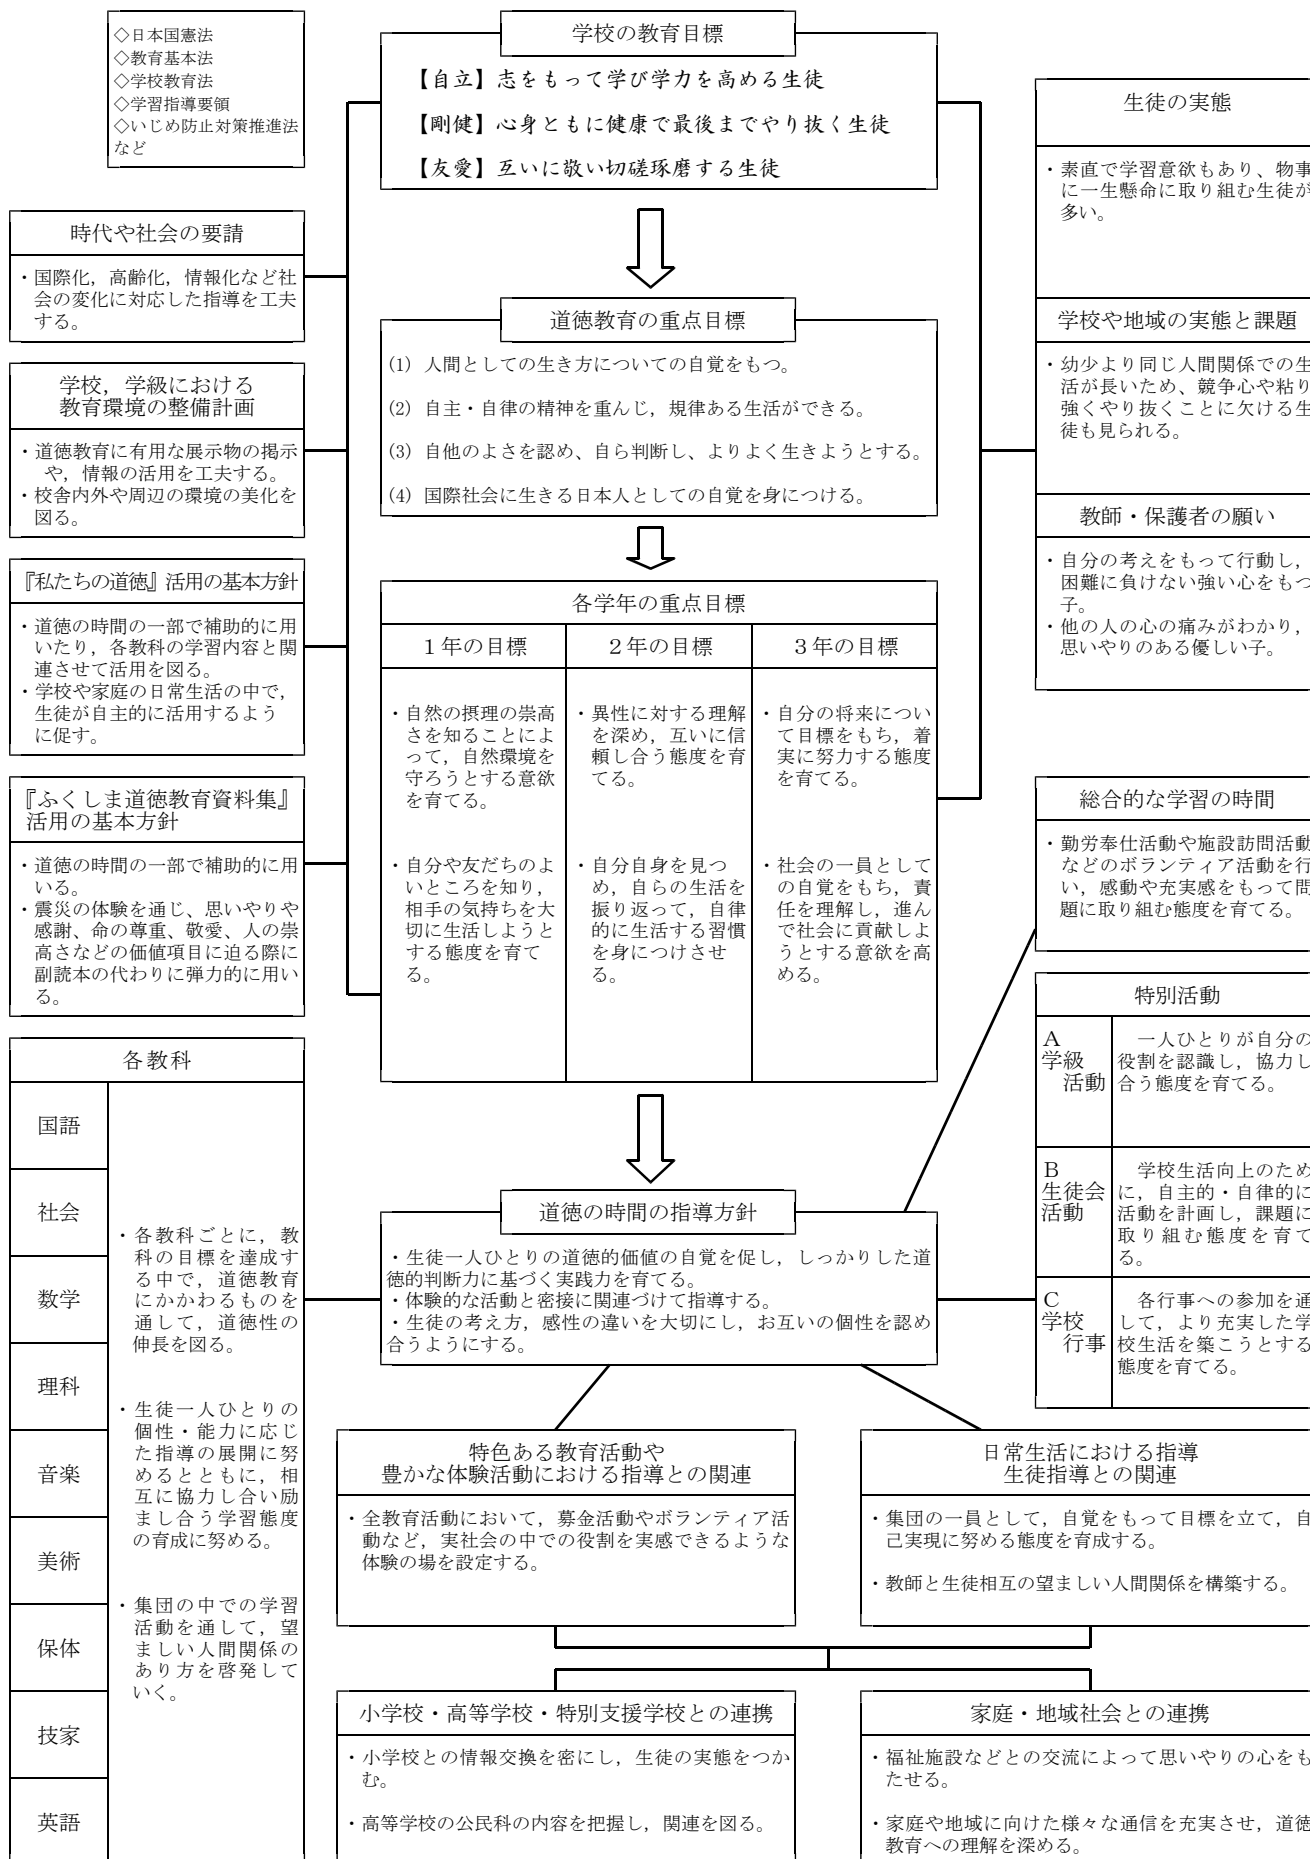 ◇日本国憲法
◇教育基本法
◇学校教育法
◇学習指導要領
◇いじめ防止対策推進法
など
学校の教育目標
【自立】志をもって学び学力を高める生徒
【剛健】心身ともに健康で最後までやり抜く生徒
【友愛】互いに敬い切磋琢磨する生徒
生徒の実態
・素直で学習意欲もあり、物事
に一生懸命に取り組む生徒が
多い。
時代や社会の要請
・国際化，高齢化，情報化など社
会の変化に対応した指導を工夫
する。
道徳教育の重点目標
(1) 人間としての生き方についての自覚をもつ。
(2) 自主・自律の精神を重んじ，規律ある生活ができる。
(3) 自他のよさを認め、自ら判断し、よりよく生きようとする。
(4) 国際社会に生きる日本人としての自覚を身につける。
学校や地域の実態と課題
・幼少より同じ人間関係での生
活が長いため、競争心や粘り
強くやり抜くことに欠ける生
徒も見られる。
学校，学級における
教育環境の整備計画
・道徳教育に有用な展示物の掲示
や，情報の活用を工夫する。
・校舎内外や周辺の環境の美化を
図る。
教師・保護者の願い
・自分の考えをもって行動し，
困難に負けない強い心をもつ
子。
・他の人の心の痛みがわかり，
思いやりのある優しい子。
『私たちの道徳』活用の基本方針
・道徳の時間の一部で補助的に用
いたり，各教科の学習内容と関
連させて活用を図る。
・学校や家庭の日常生活の中で，
生徒が自主的に活用するよう
に促す。
各学年の重点目標
１年の目標
２年の目標
３年の目標
・自然の摂理の崇高
さを知ることによ
って，自然環境を
守ろうとする意欲
を育てる。
・自分や友だちのよ
いところを知り，
相手の気持ちを大
切に生活しようと
する態度を育て
る。
・異性に対する理解
を深め，互いに信
頼し合う態度を育
てる。
・自分自身を見つ
め，自らの生活を
振り返って，自律
的に生活する習慣
を身につけさせ
る。
・自分の将来につい
て目標をもち，着
実に努力する態度
を育てる。
・社会の一員として
の自覚をもち，責
任を理解し，進ん
で社会に貢献しよ
うとする意欲を高
める。
『ふくしま道徳教育資料集』
活用の基本方針
・道徳の時間の一部で補助的に用
いる。
・震災の体験を通じ、思いやりや
感謝、命の尊重、敬愛、人の崇
高さなどの価値項目に迫る際に
副読本の代わりに弾力的に用い
る。
総合的な学習の時間
・勤労奉仕活動や施設訪問活動
などのボランティア活動を行
い，感動や充実感をもって問
題に取り組む態度を育てる。
特別活動
A
学級
活動
一人ひとりが自分の
役割を認識し，協力し
合う態度を育てる。
B
生徒会
活動
学校生活向上のため
に，自主的・自律的に
活動を計画し，課題に
取り組む態度を育て
る。
C
学校
行事
各行事への参加を通
して，より充実した学
校生活を築こうとする
態度を育てる。
各教科
国語
社会
数学
理科
音楽
美術
保体
技家
英語
・各教科ごとに，教
科の目標を達成す
る中で，道徳教育
にかかわるものを
通して，道徳性の
伸長を図る。
・生徒一人ひとりの
個性・能力に応じ
た指導の展開に努
めるとともに，相
互に協力し合い励
まし合う学習態度
の育成に努める。
・集団の中での学習
活動を通して，望
ましい人間関係の
あり方を啓発して
いく。
道徳の時間の指導方針
・生徒一人ひとりの道徳的価値の自覚を促し，しっかりした道
徳的判断力に基づく実践力を育てる。
・体験的な活動と密接に関連づけて指導する。
・生徒の考え方，感性の違いを大切にし，お互いの個性を認め
合うようにする。
特色ある教育活動や
豊かな体験活動における指導との関連
・全教育活動において，募金活動やボランティア活
動など，実社会の中での役割を実感できるような
体験の場を設定する。
日常生活における指導
生徒指導との関連
・集団の一員として，自覚をもって目標を立て，自
己実現に努める態度を育成する。
・教師と生徒相互の望ましい人間関係を構築する。
小学校・高等学校・特別支援学校との連携
・小学校との情報交換を密にし，生徒の実態をつか
む。
・高等学校の公民科の内容を把握し，関連を図る。
家庭・地域社会との連携
・福祉施設などとの交流によって思いやりの心をも
たせる。
・家庭や地域に向けた様々な通信を充実させ，道徳
教育への理解を深める。